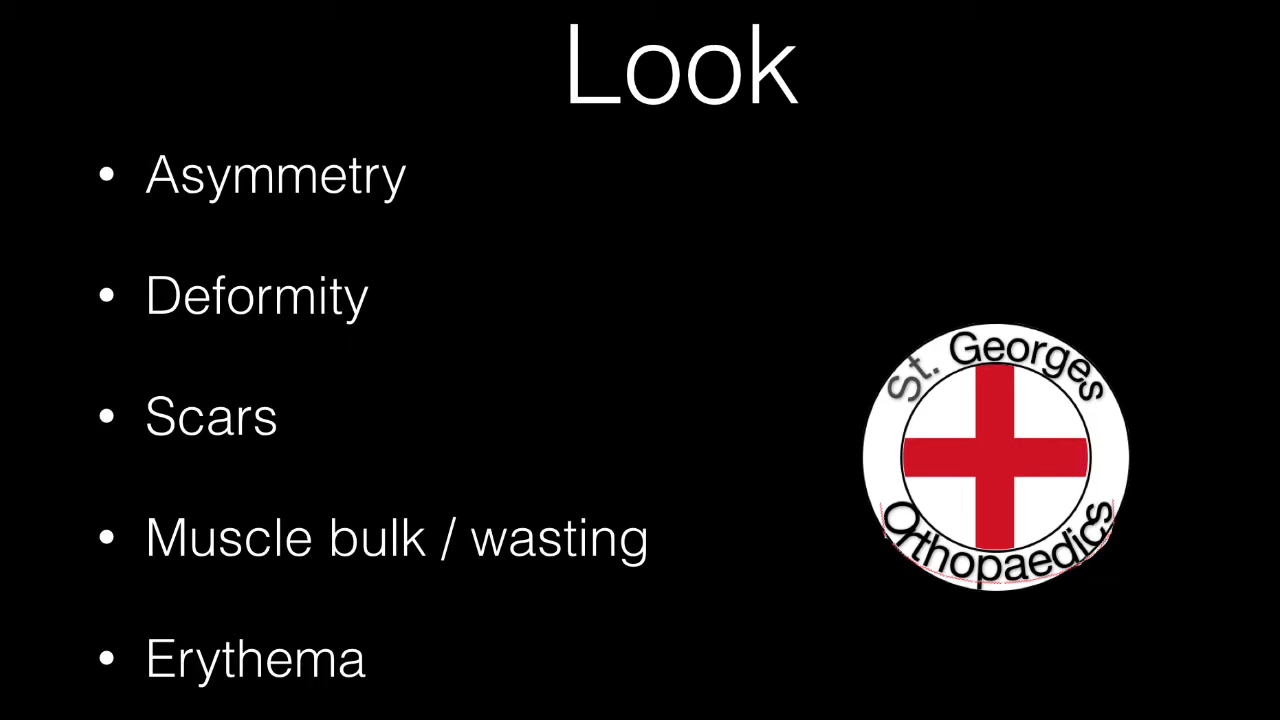 Look
• Asymmetry
• Deformity
• Scars
• Muscle bulk / wasting
• Erythema
St. Georges
Orthopaedics